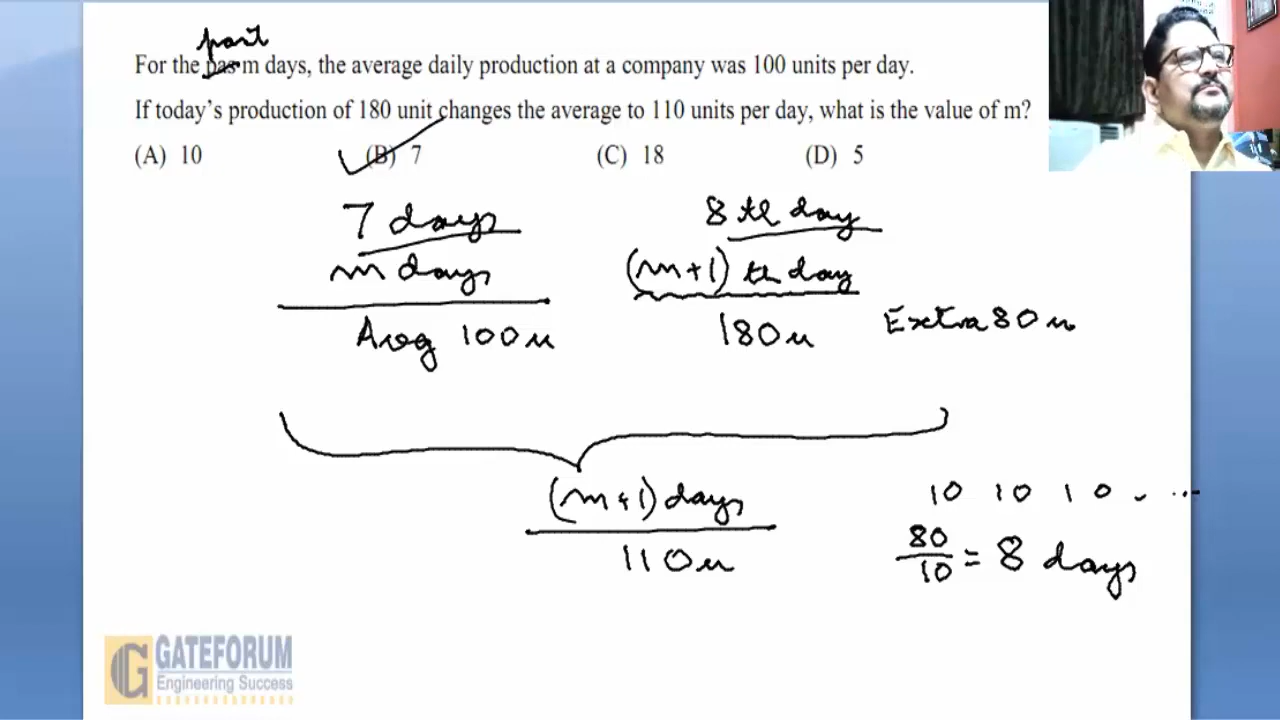 past
For the pas m days, the average daily production at a company was 100 units per day.
If today's production of 180 unit changes the average to 110 units per day, what is the value of m?
(A) 10 (B) 7 (C) 18 (D) 5
7 days 8 th day
m days (m+1) th day
Avg 100u 180u Extra 80 u
(m+1) days
110u
10 10 10 - ...
80/10 = 8 days
GATEFORUM
Engineering Success